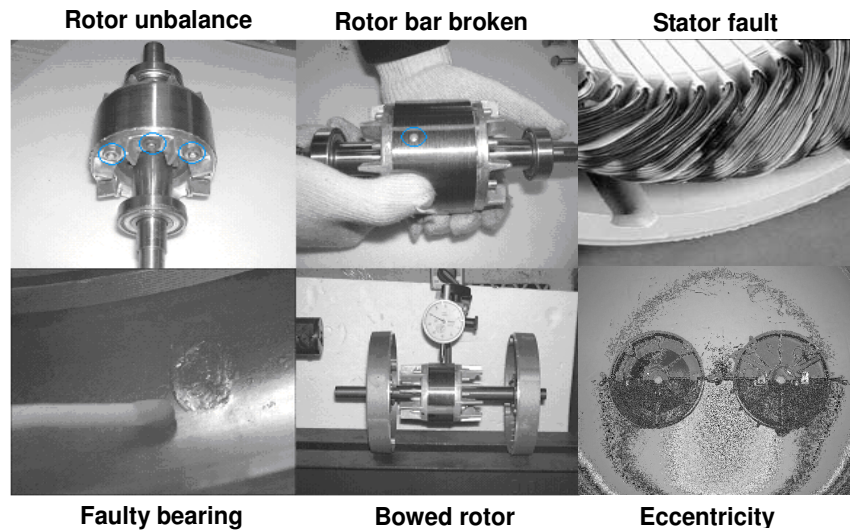 Rotor unbalance
Rotor bar broken
Stator fault
Faulty bearing
Bowed rotor
Eccentricity